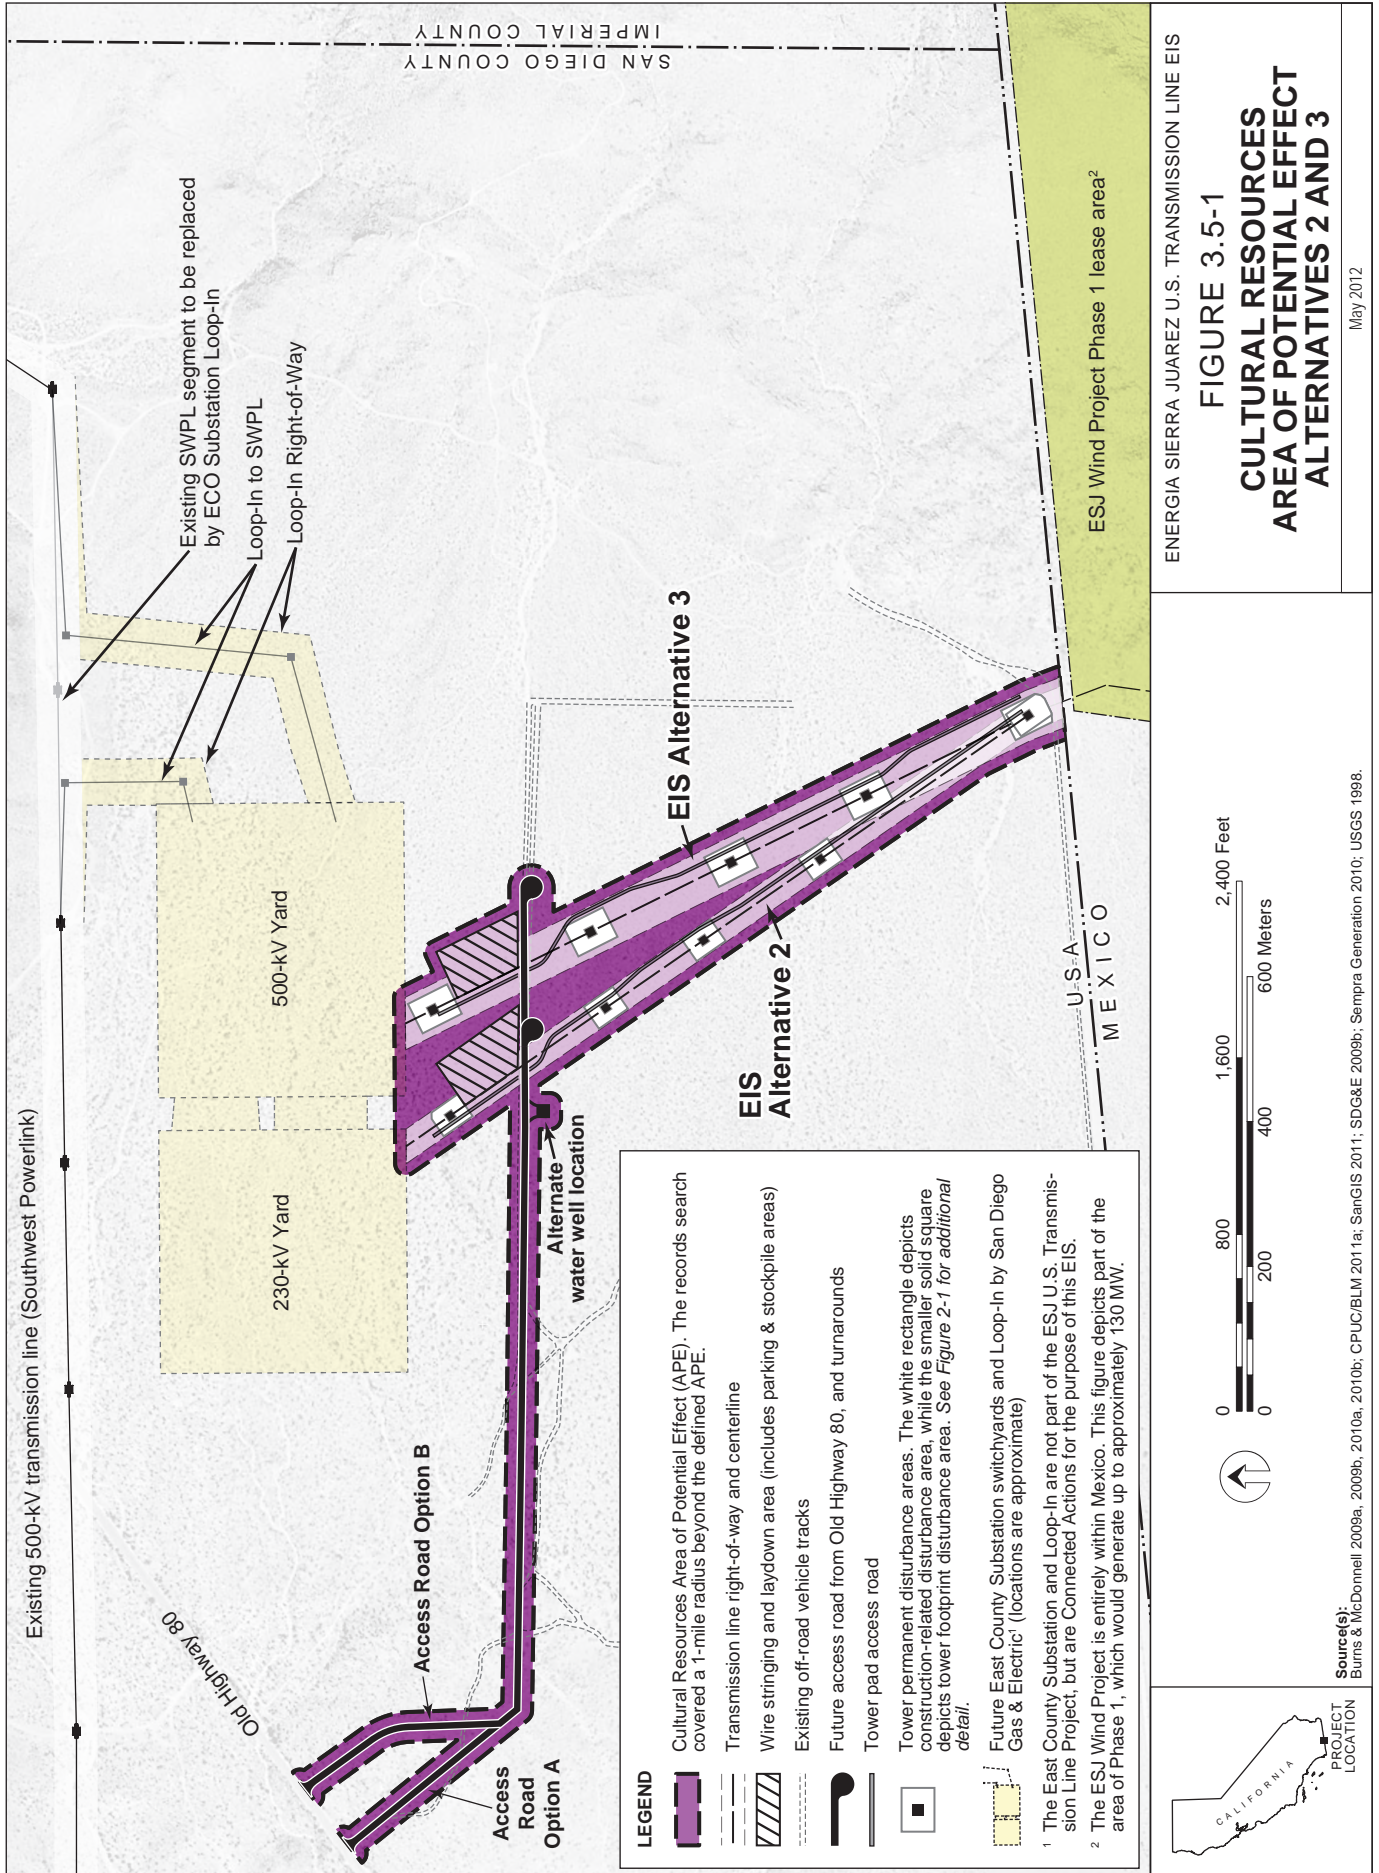 Existing 500-kV transmission line (Southwest Powerlink)
SAN DIEGO COUNTY
IMPERIAL COUNTY
Existing SWPL segment to be replaced
by ECO Substation Loop-In
Loop-In to SWPL
Loop-In Right-of-Way
230-kV Yard
500-kV Yard
Old Highway 80
Access Road Option B
Access
Road
Option A
Alternate
water well location
EIS Alternative 3
EIS
Alternative 2
U S A
M E X I C O
ESJ Wind Project Phase 1 lease area²
LEGEND
Cultural Resources Area of Potential Effect (APE). The records search
covered a 1-mile radius beyond the defined APE.
Transmission line right-of-way and centerline
Wire stringing and laydown area (includes parking & stockpile areas)
Existing off-road vehicle tracks
Future access road from Old Highway 80, and turnarounds
Tower pad access road
Tower permanent disturbance areas. The white rectangle depicts
construction-related disturbance area, while the smaller solid square
depicts tower footprint disturbance area. See Figure 2-1 for additional
detail.
Future East County Substation switchyards and Loop-In by San Diego
Gas & Electric¹ (locations are approximate)
¹ The East County Substation and Loop-In are not part of the ESJ U.S. Transmis-
sion Line Project, but are Connected Actions for the purpose of this EIS.
² The ESJ Wind Project is entirely within Mexico. This figure depicts part of the
area of Phase 1, which would generate up to approximately 130 MW.
CALIFORNIA
PROJECT
LOCATION
0 800 1,600 2,400 Feet
0 200 400 600 Meters
Source(s):
Burns & McDonnell 2009a, 2009b, 2010a, 2010b; CPUC/BLM 2011a; SanGIS 2011; SDG&E 2009b; Sempra Generation 2010; USGS 1998.
ENERGIA SIERRA JUAREZ U.S. TRANSMISSION LINE EIS
FIGURE 3.5-1
CULTURAL RESOURCES
AREA OF POTENTIAL EFFECT
ALTERNATIVES 2 AND 3
May 2012